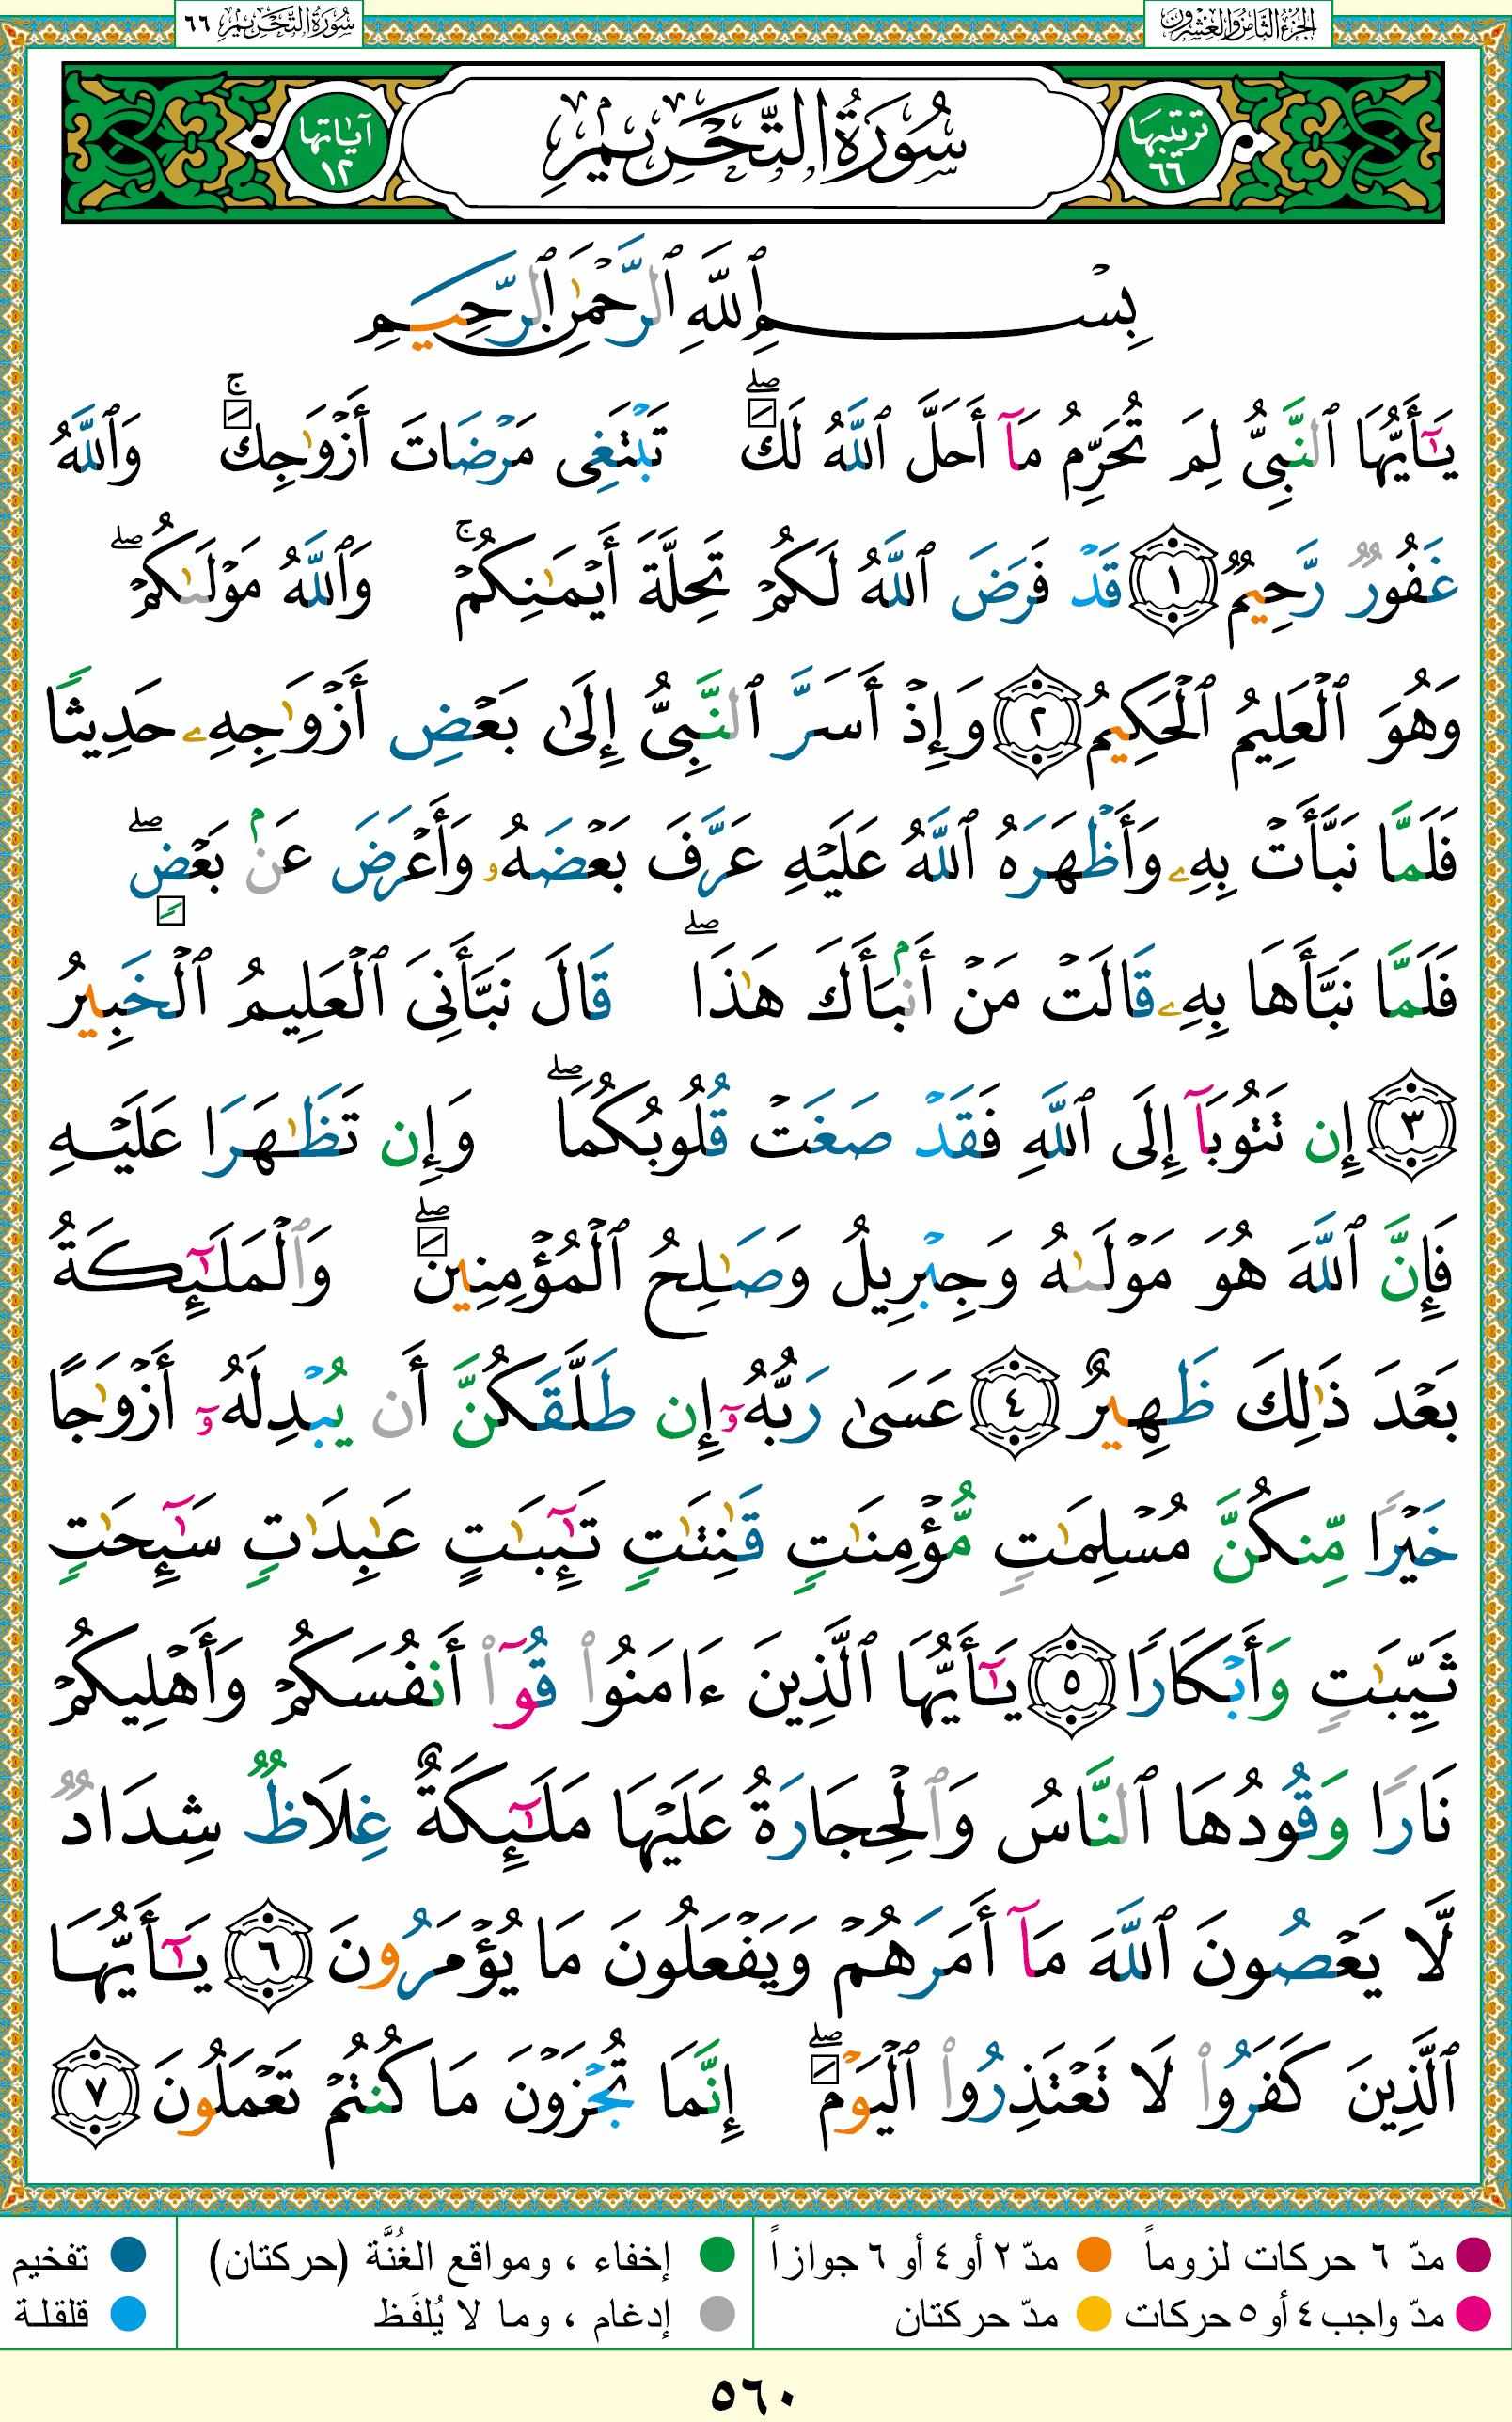 الجزء الثامن والعشرون
سورة التحريم ٦٦
ترتيبها ٦٦
سُورَةُ التَّحْرِيمِ
آياتها ١٢
بِسْمِ ٱللَّهِ ٱلرَّحْمَٰنِ ٱلرَّحِيمِ
يَٰٓأَيُّهَا ٱلنَّبِىُّ لِمَ تُحَرِّمُ مَآ أَحَلَّ ٱللَّهُ لَكَ ۖ تَبْتَغِى مَرْضَاتَ أَزْوَٰجِكَ ۚ وَٱللَّهُ
غَفُورٌ رَّحِيمٌ ١ قَدْ فَرَضَ ٱللَّهُ لَكُمْ تَحِلَّةَ أَيْمَٰنِكُمْ ۚ وَٱللَّهُ مَوْلَىٰكُمْ ۖ
وَهُوَ ٱلْعَلِيمُ ٱلْحَكِيمُ ٢ وَإِذْ أَسَرَّ ٱلنَّبِىُّ إِلَىٰ بَعْضِ أَزْوَٰجِهِۦ حَدِيثًا
فَلَمَّا نَبَّأَتْ بِهِۦ وَأَظْهَرَهُ ٱللَّهُ عَلَيْهِ عَرَّفَ بَعْضَهُۥ وَأَعْرَضَ عَنۢ بَعْضٍ ۖ
فَلَمَّا نَبَّأَهَا بِهِۦ قَالَتْ مَنْ أَنۢبَأَكَ هَٰذَا ۖ قَالَ نَبَّأَنِىَ ٱلْعَلِيمُ ٱلْخَبِيرُ
٣ إِن تَتُوبَآ إِلَى ٱللَّهِ فَقَدْ صَغَتْ قُلُوبُكُمَا ۖ وَإِن تَظَٰهَرَا عَلَيْهِ
فَإِنَّ ٱللَّهَ هُوَ مَوْلَىٰهُ وَجِبْرِيلُ وَصَٰلِحُ ٱلْمُؤْمِنِينَ ۖ وَٱلْمَلَٰٓئِكَةُ
بَعْدَ ذَٰلِكَ ظَهِيرٌ ٤ عَسَىٰ رَبُّهُۥٓ إِن طَلَّقَكُنَّ أَن يُبْدِلَهُۥٓ أَزْوَٰجًا
خَيْرًا مِّنكُنَّ مُسْلِمَٰتٍ مُّؤْمِنَٰتٍ قَٰنِتَٰتٍ تَٰٓئِبَٰتٍ عَٰبِدَٰتٍ سَٰٓئِحَٰتٍ
ثَيِّبَٰتٍ وَأَبْكَارًا ٥ يَٰٓأَيُّهَا ٱلَّذِينَ ءَامَنُوا۟ قُوٓا۟ أَنفُسَكُمْ وَأَهْلِيكُمْ
نَارًا وَقُودُهَا ٱلنَّاسُ وَٱلْحِجَارَةُ عَلَيْهَا مَلَٰٓئِكَةٌ غِلَاظٌ شِدَادٌ
لَّا يَعْصُونَ ٱللَّهَ مَآ أَمَرَهُمْ وَيَفْعَلُونَ مَا يُؤْمَرُونَ ٦ يَٰٓأَيُّهَا
ٱلَّذِينَ كَفَرُوا۟ لَا تَعْتَذِرُوا۟ ٱلْيَوْمَ ۖ إِنَّمَا تُجْزَوْنَ مَا كُنتُمْ تَعْمَلُونَ ٧
مدّ ٦ حركات لزوماً مدّ ٢ أو ٤ أو ٦ جوازاً إخفاء ، ومواقع الغُنَّة (حركتان) تفخيم
مدّ واجب ٤ أو ٥ حركات مدّ حركتان إدغام ، وما لا يُلفَظ قلقلة
٥٦٠